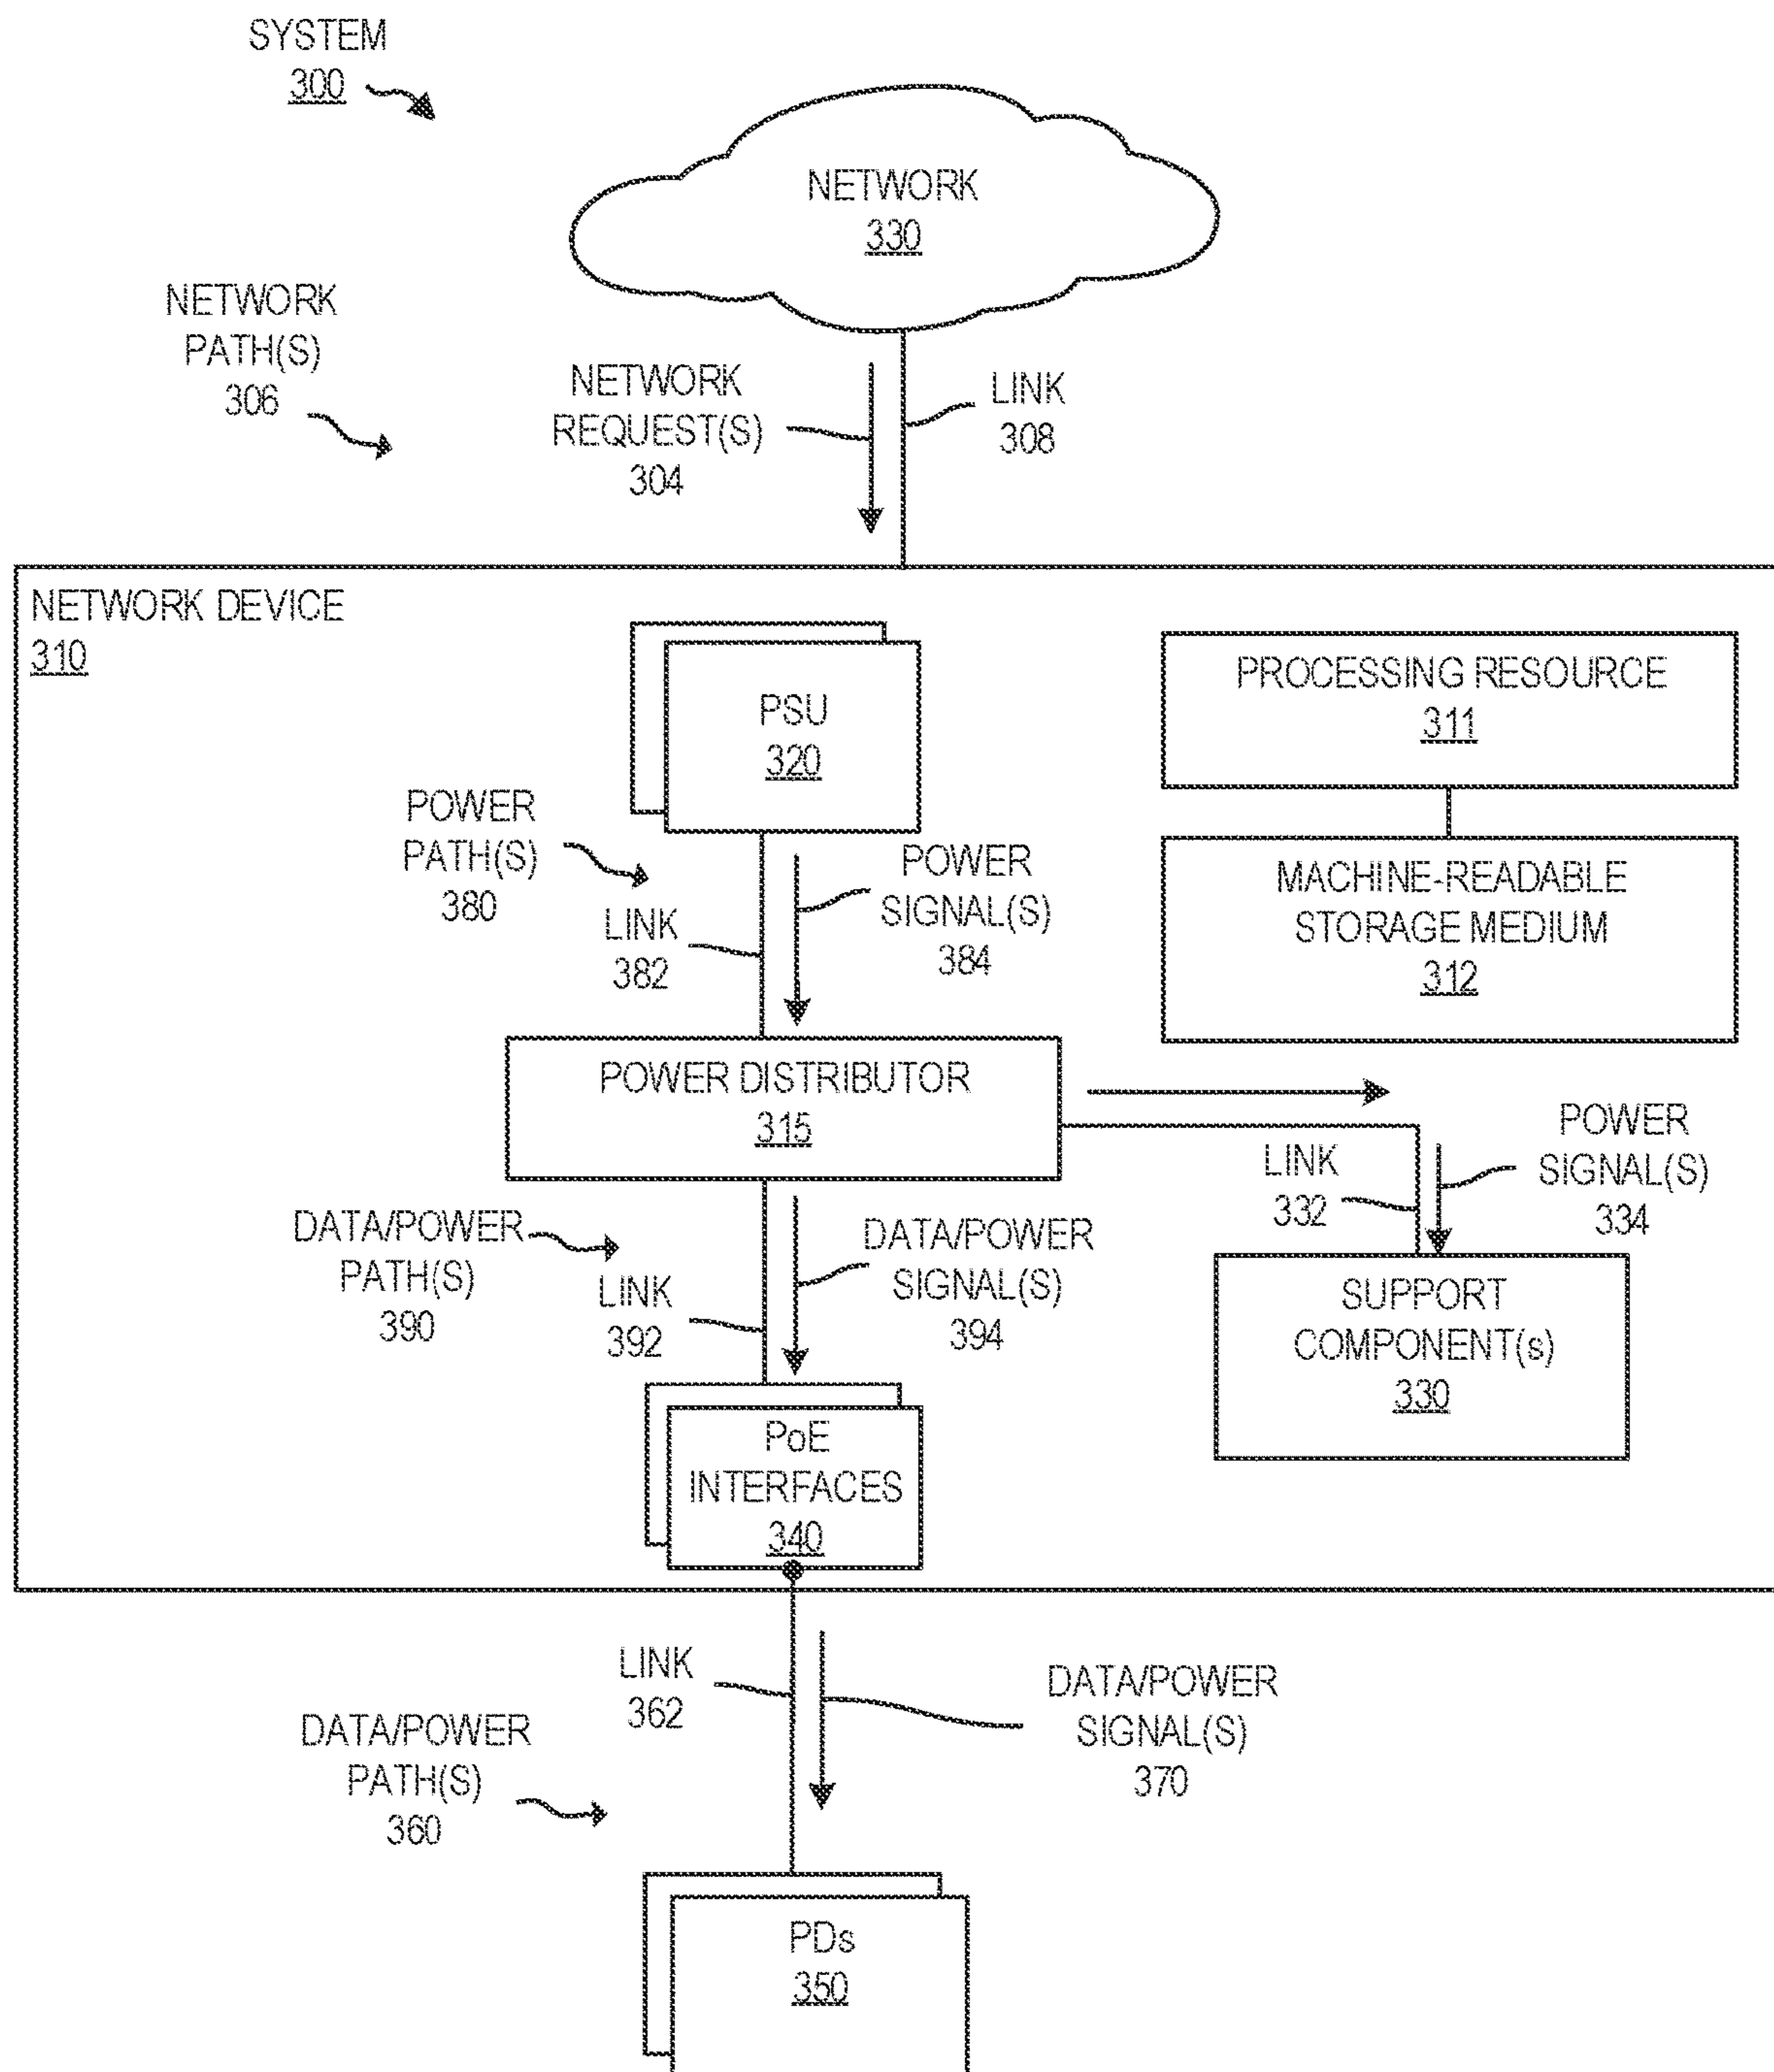 SYSTEM
300
NETWORK
330
NETWORK
PATH(S)
306
NETWORK
REQUEST(S)
304
LINK
308
NETWORK DEVICE
310
PSU
320
PROCESSING RESOURCE
311
POWER
PATH(S)
380
LINK
382
POWER
SIGNAL(S)
384
MACHINE-READABLE
STORAGE MEDIUM
312
POWER DISTRIBUTOR
315
LINK
332
POWER
SIGNAL(S)
334
DATA/POWER
PATH(S)
390
LINK
392
DATA/POWER
SIGNAL(S)
394
SUPPORT
COMPONENT(s)
330
PoE
INTERFACES
340
LINK
362
DATA/POWER
SIGNAL(S)
370
DATA/POWER
PATH(S)
360
PDs
350